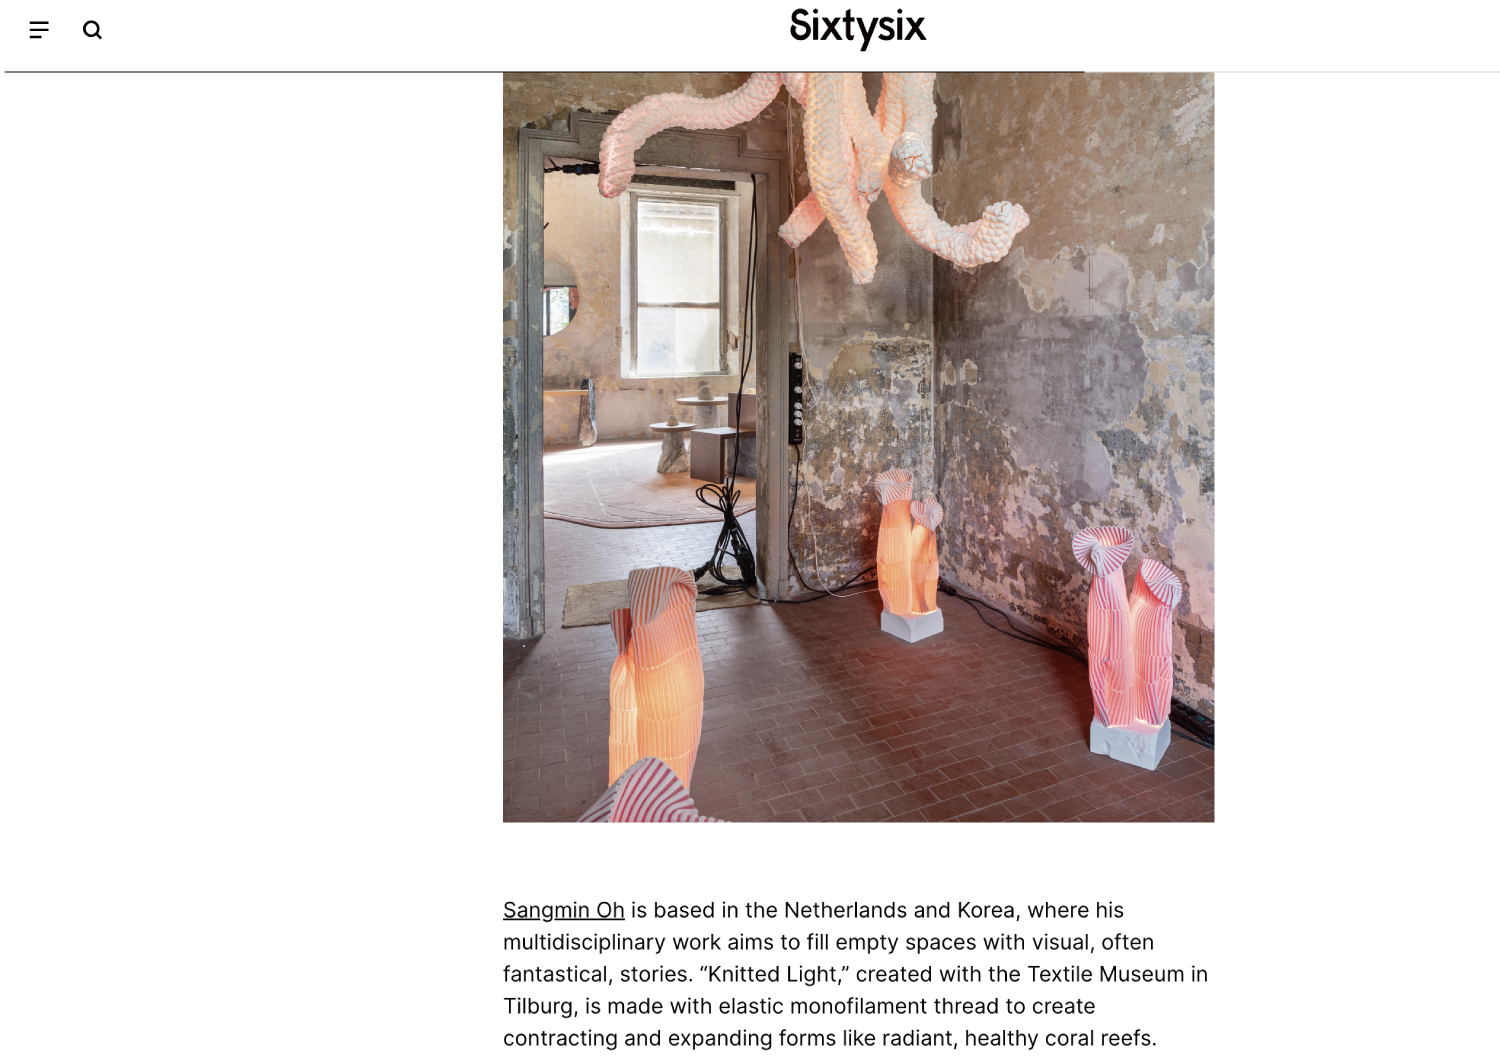 Sixtysix
Sangmin Oh is based in the Netherlands and Korea, where his
multidisciplinary work aims to fill empty spaces with visual, often
fantastical, stories. “Knitted Light,” created with the Textile Museum in
Tilburg, is made with elastic monofilament thread to create
contracting and expanding forms like radiant, healthy coral reefs.